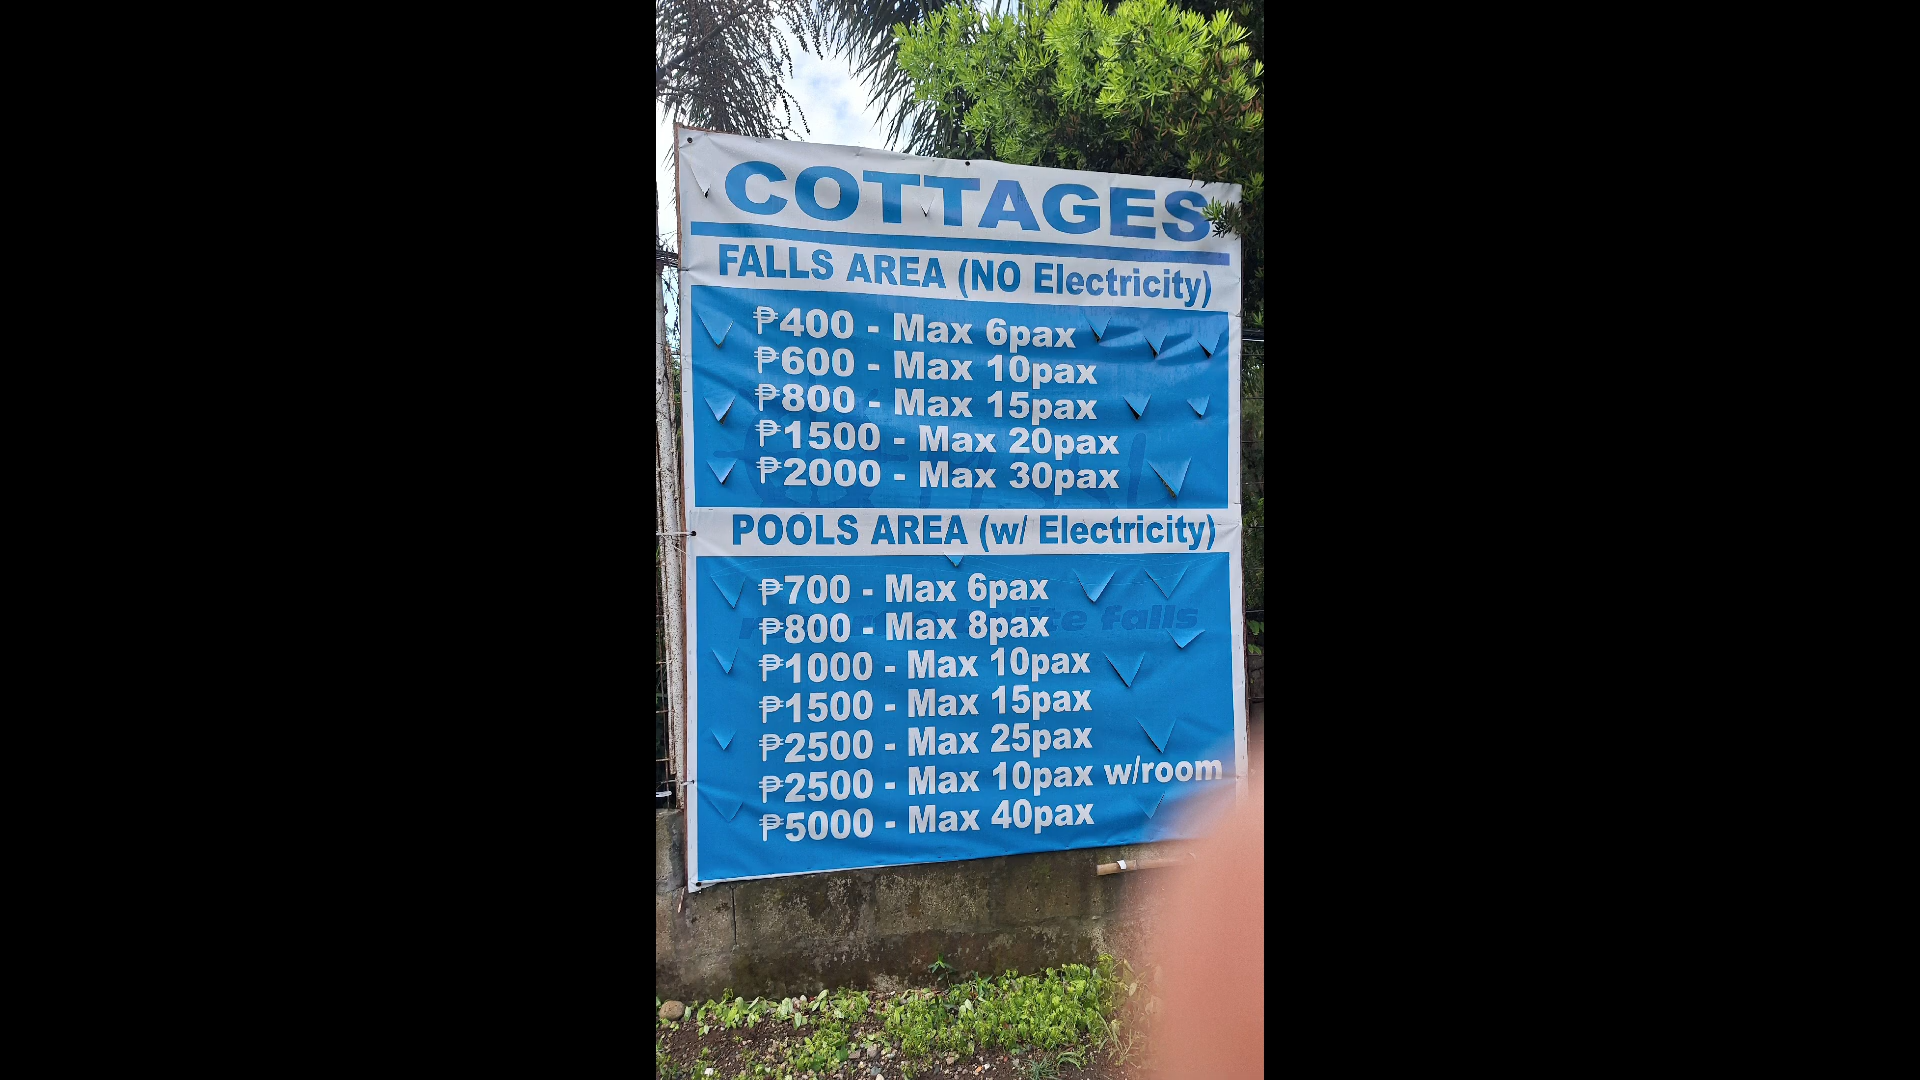 COTTAGES
FALLS AREA (NO Electricity)
₱400 - Max 6pax
₱600 - Max 10pax
₱800 - Max 15pax
₱1500 - Max 20pax
₱2000 - Max 30pax
POOLS AREA (w/ Electricity)
₱700 - Max 6pax
₱800 - Max 8pax
₱1000 - Max 10pax
₱1500 - Max 15pax
₱2500 - Max 25pax
₱2500 - Max 10pax w/room
₱5000 - Max 40pax
falls